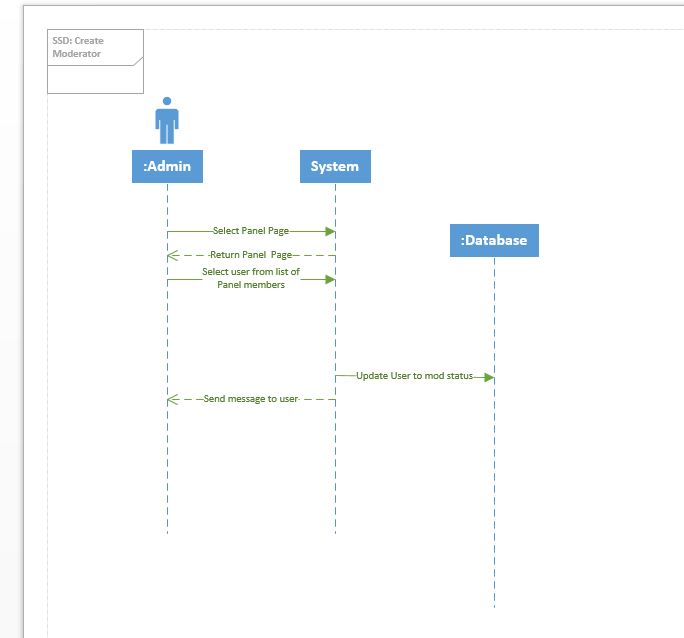 SSD: Create
Moderator
:Admin
System
:Database
Select Panel Page
Return Panel  Page
Select user from list of
Panel members
Update User to mod status
Send message to user